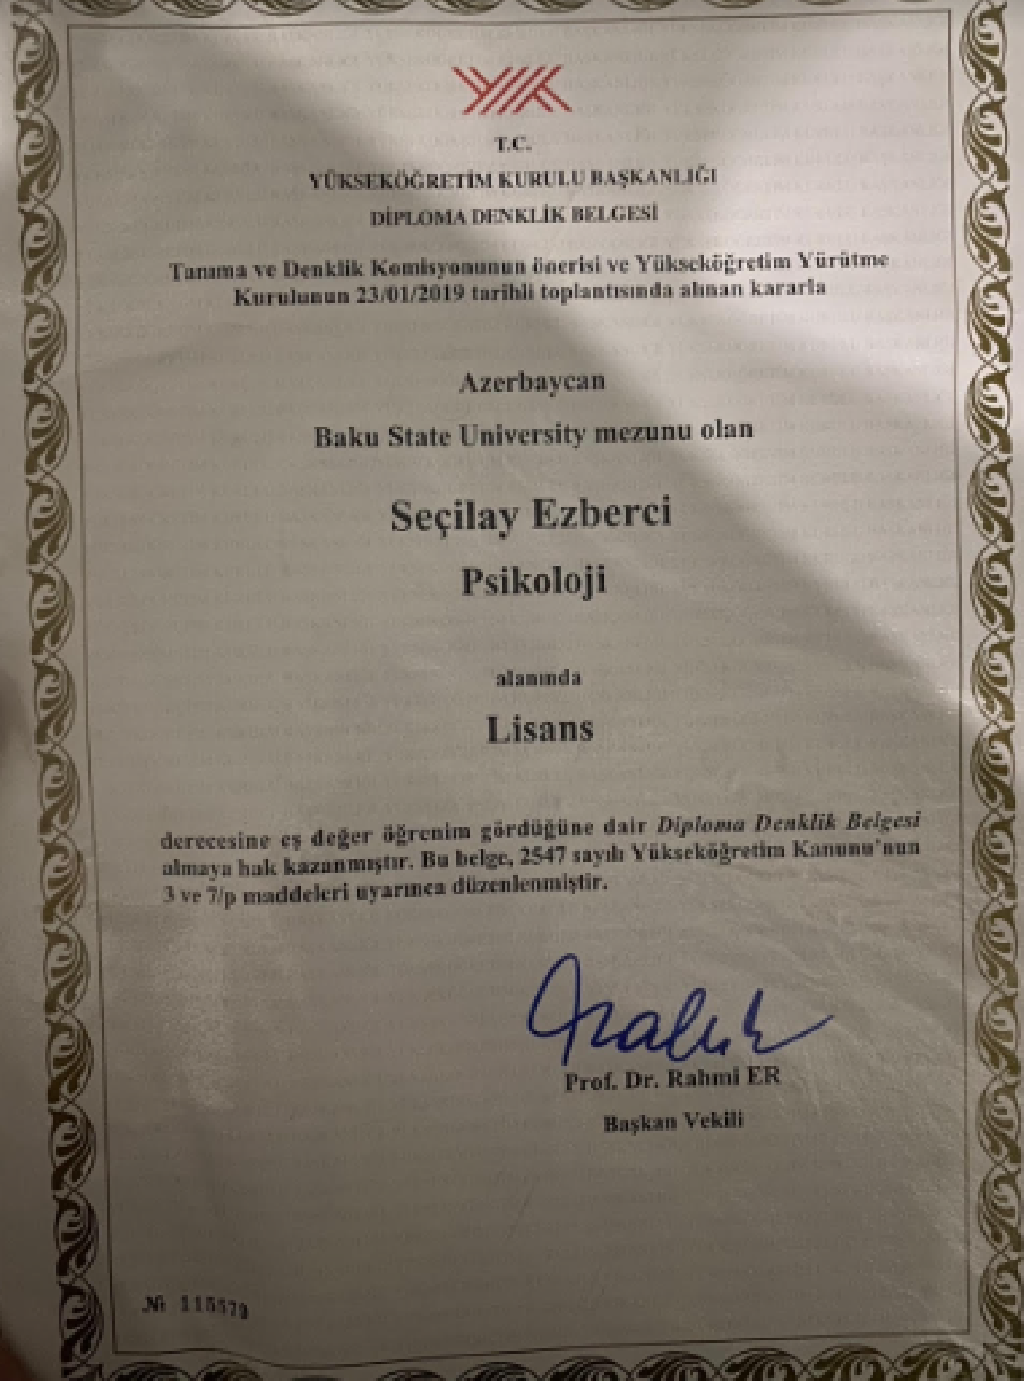 T.C.
YÜKSEKÖĞRETİM KURULU BAŞKANLIĞI
DİPLOMA DENKLİK BELGESİ
Tanıma ve Denklik Komisyonunun önerisi ve Yükseköğretim Yürütme
Kurulunun 23/01/2019 tarihli toplantısında alınan kararla
Azerbaycan
Baku State University mezunu olan
Seçilay Ezberci
Psikoloji
alanında
Lisans
derecesine eş değer öğrenim gördüğüne dair Diploma Denklik Belgesi
almaya hak kazanmıştır. Bu belge, 2547 sayılı Yükseköğretim Kanunu'nun
3 ve 7/p maddeleri uyarınca düzenlenmiştir.
Prof. Dr. Rahmi ER
Başkan Vekili
№